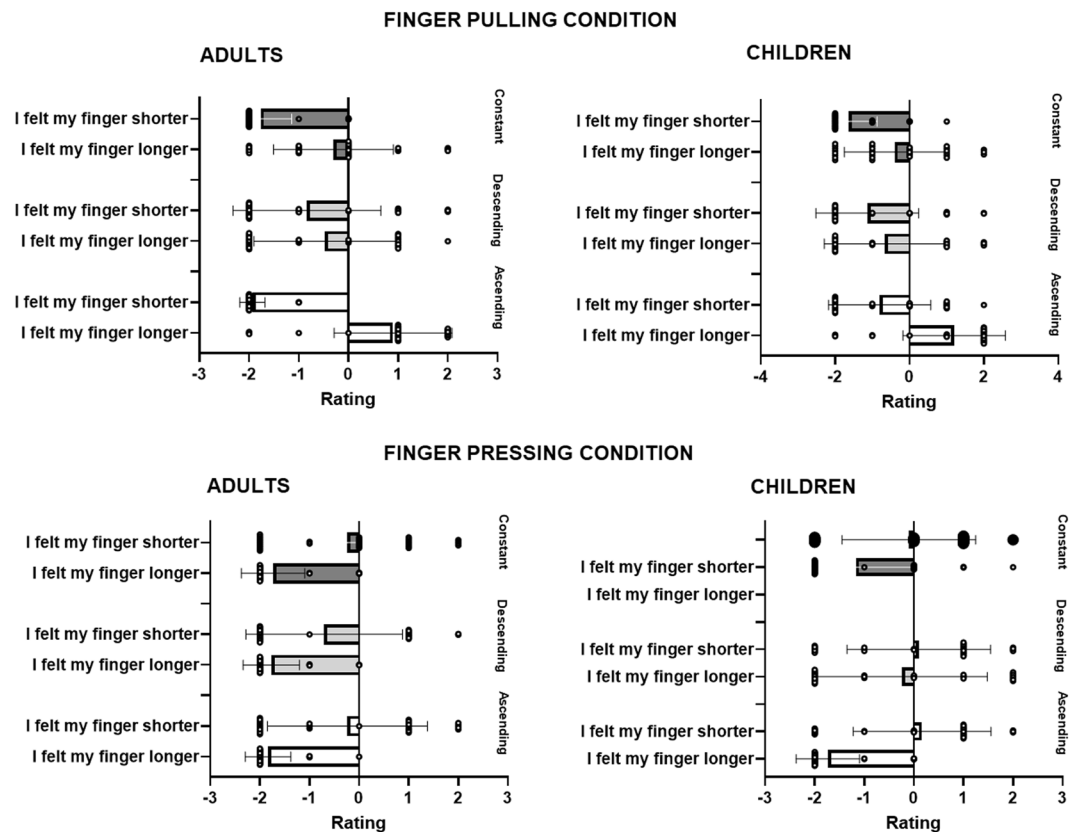 FINGER PULLING CONDITION
ADULTS
I felt my finger shorter
I felt my finger longer
I felt my finger shorter
I felt my finger longer
I felt my finger shorter
I felt my finger longer
Constant
Descending
Ascending
-3 -2 -1 0 1 2 3
Rating
CHILDREN
I felt my finger shorter
I felt my finger longer
I felt my finger shorter
I felt my finger longer
I felt my finger shorter
I felt my finger longer
Constant
Descending
Ascending
-4 -2 0 2 4
Rating
FINGER PRESSING CONDITION
ADULTS
I felt my finger shorter
I felt my finger longer
I felt my finger shorter
I felt my finger longer
I felt my finger shorter
I felt my finger longer
Constant
Descending
Ascending
-3 -2 -1 0 1 2 3
Rating
CHILDREN
I felt my finger shorter
I felt my finger longer
I felt my finger shorter
I felt my finger longer
I felt my finger shorter
I felt my finger longer
Constant
Descending
Ascending
-3 -2 -1 0 1 2 3
Rating